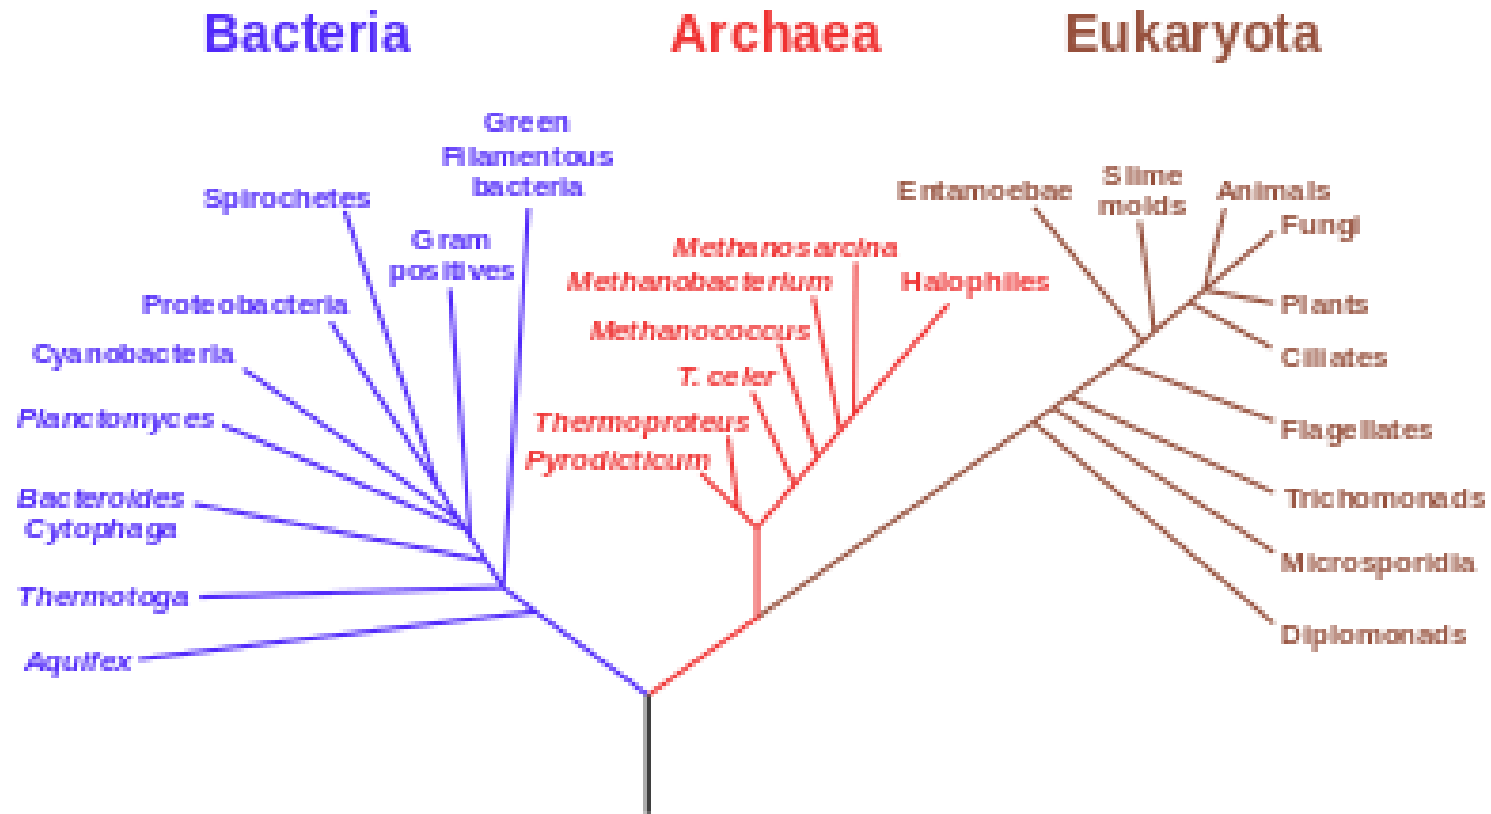 Bacteria
Archaea
Eukaryota
Green
Filamentous
bacteria
Spirochetes
Gram
positives
Proteobacteria
Cyanobacteria
Planctomyces
Bacteroides
Cytophaga
Thermotoga
Aquifex
Methanosarcina
Methanobacterium
Halophiles
Methanococcus
T. celer
Thermoproteus
Pyrodicticum
Entamoebae
Slime
molds
Animals
Fungi
Plants
Ciliates
Flagellates
Trichomonads
Microsporidia
Diplomonads